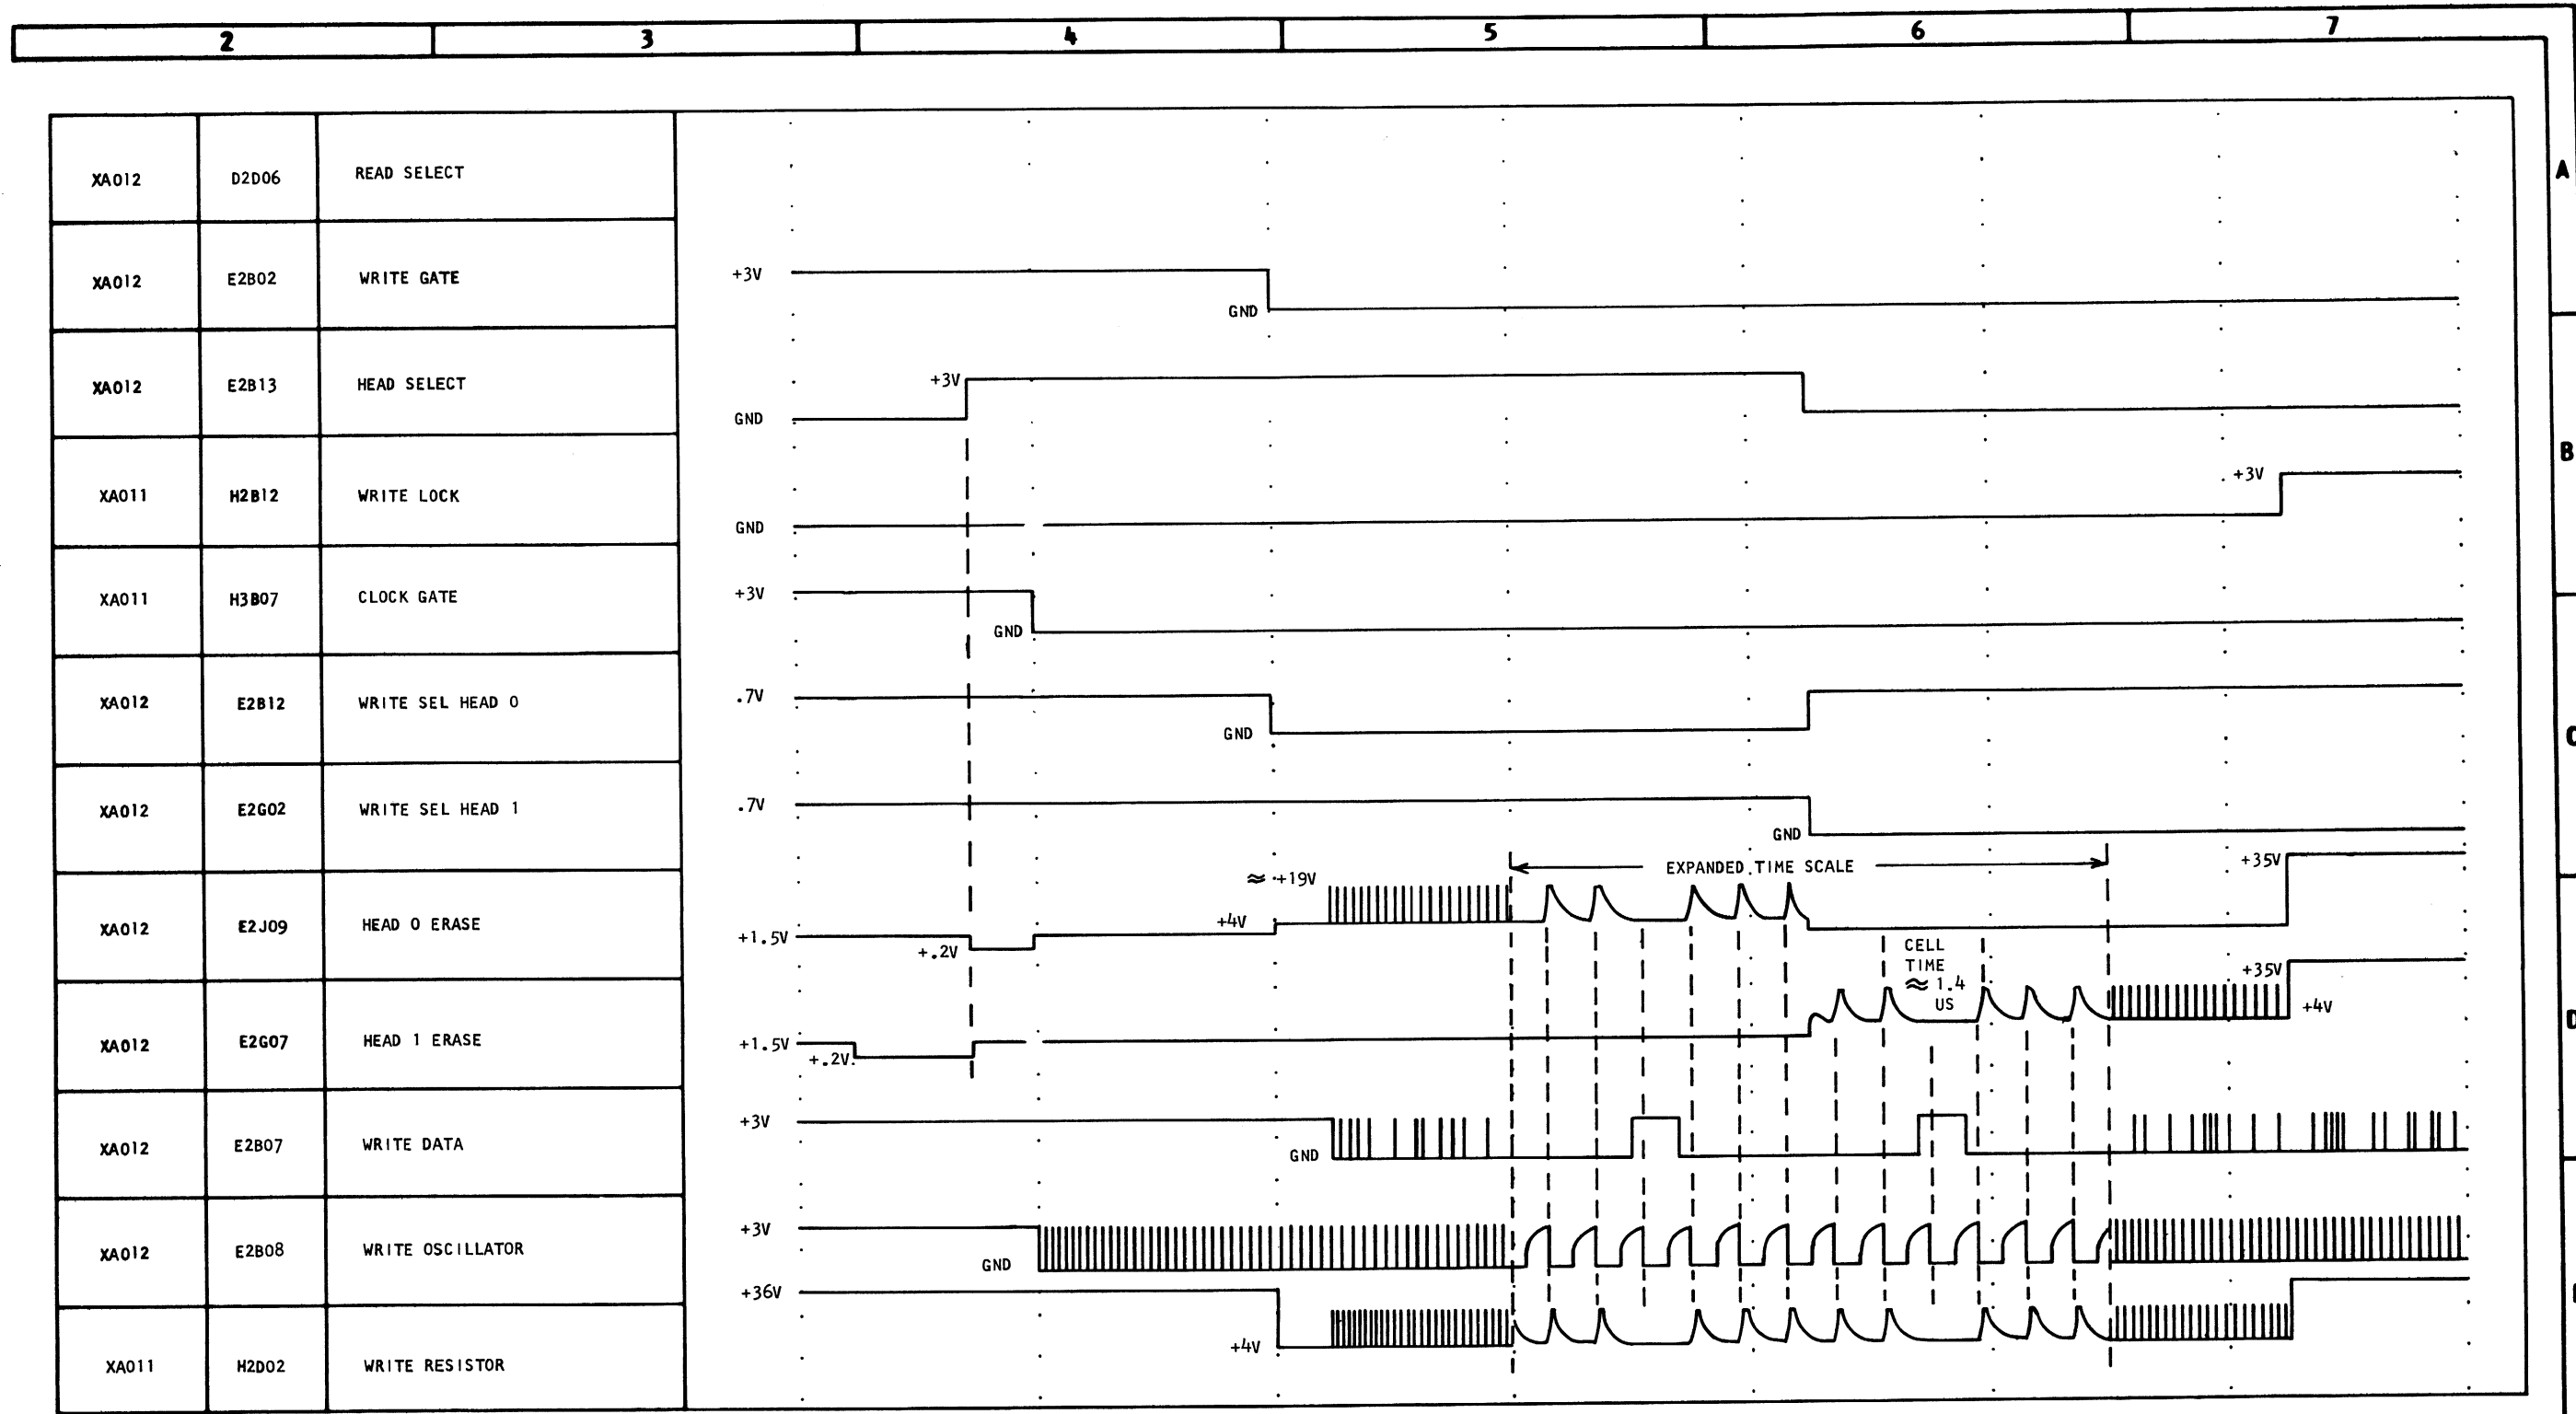 2 3 4 5 6 7
A
XA012 D2D06 READ SELECT
XA012 E2B02 WRITE GATE +3V GND
XA012 E2B13 HEAD SELECT GND +3V
B
XA011 H2B12 WRITE LOCK GND +3V
XA011 H3B07 CLOCK GATE +3V GND
XA012 E2B12 WRITE SEL HEAD 0 .7V GND
XA012 E2G02 WRITE SEL HEAD 1 .7V GND
EXPANDED TIME SCALE
XA012 E2J09 HEAD 0 ERASE +1.5V +.2V +4V ≈ +19V +35V
CELL
TIME
≈ 1.4
US
XA012 E2G07 HEAD 1 ERASE +1.5V +.2V +35V +4V
XA012 E2B07 WRITE DATA +3V GND
XA012 E2B08 WRITE OSCILLATOR +3V GND
XA011 H2D02 WRITE RESISTOR +36V +4V